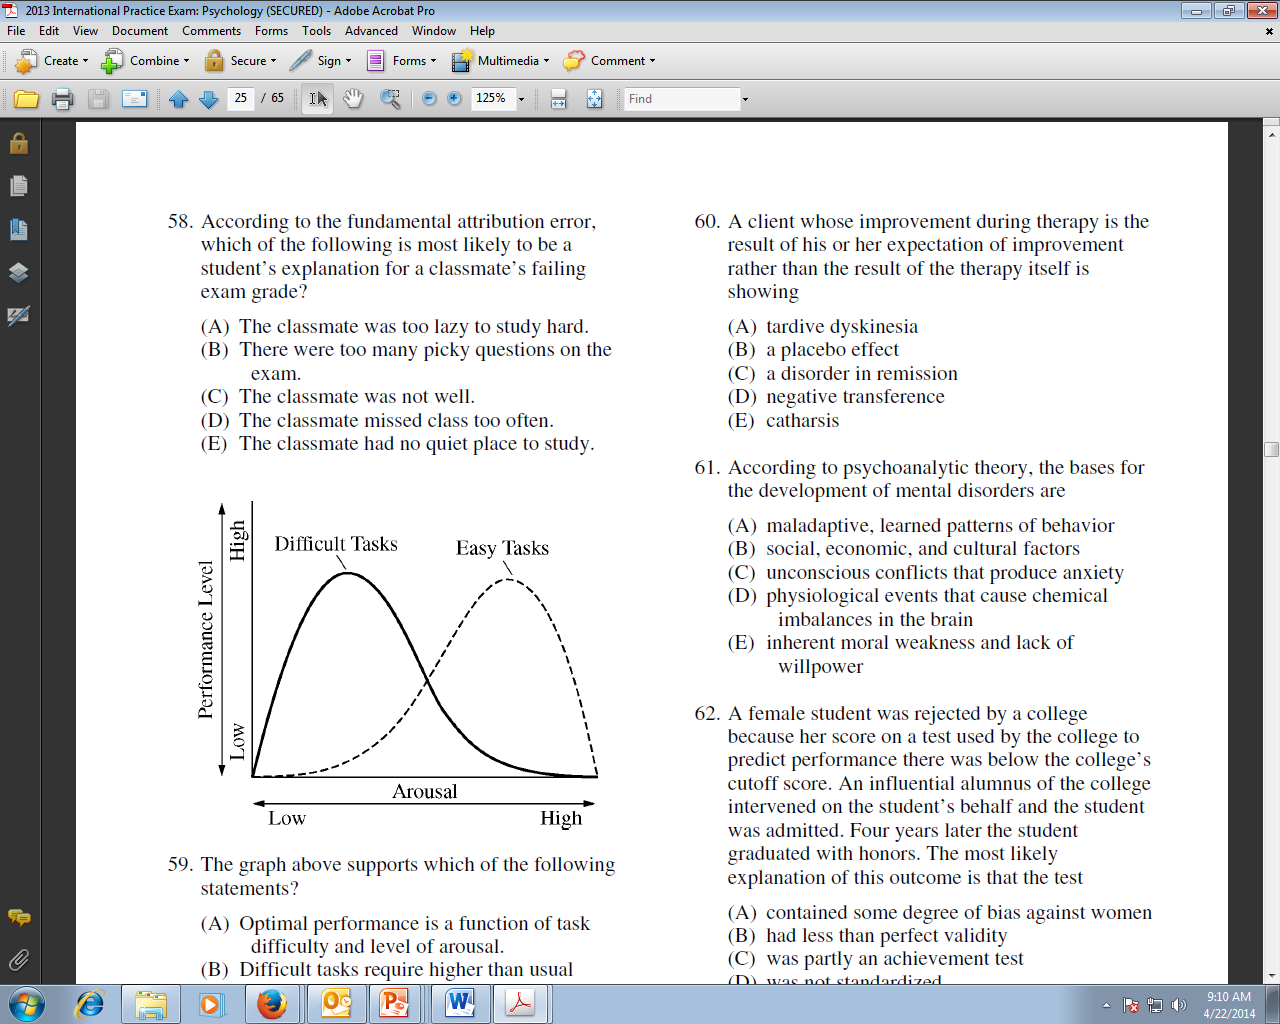 2013 International Practice Exam: Psychology (SECURED) - Adobe Acrobat Pro
File Edit View Document Comments Forms Tools Advanced Window Help
Create Combine Secure Sign Forms Multimedia Comment
25 / 65 125% Find
58. According to the fundamental attribution error,
which of the following is most likely to be a
student's explanation for a classmate's failing
exam grade?
(A) The classmate was too lazy to study hard.
(B) There were too many picky questions on the
exam.
(C) The classmate was not well.
(D) The classmate missed class too often.
(E) The classmate had no quiet place to study.
Performance Level
High
Low
Difficult Tasks
Easy Tasks
Arousal
Low High
59. The graph above supports which of the following
statements?
(A) Optimal performance is a function of task
difficulty and level of arousal.
(B) Difficult tasks require higher than usual
60. A client whose improvement during therapy is the
result of his or her expectation of improvement
rather than the result of the therapy itself is
showing
(A) tardive dyskinesia
(B) a placebo effect
(C) a disorder in remission
(D) negative transference
(E) catharsis
61. According to psychoanalytic theory, the bases for
the development of mental disorders are
(A) maladaptive, learned patterns of behavior
(B) social, economic, and cultural factors
(C) unconscious conflicts that produce anxiety
(D) physiological events that cause chemical
imbalances in the brain
(E) inherent moral weakness and lack of
willpower
62. A female student was rejected by a college
because her score on a test used by the college to
predict performance there was below the college's
cutoff score. An influential alumnus of the college
intervened on the student's behalf and the student
was admitted. Four years later the student
graduated with honors. The most likely
explanation of this outcome is that the test
(A) contained some degree of bias against women
(B) had less than perfect validity
(C) was partly an achievement test
(D) was not standardized
9:10 AM
4/22/2014